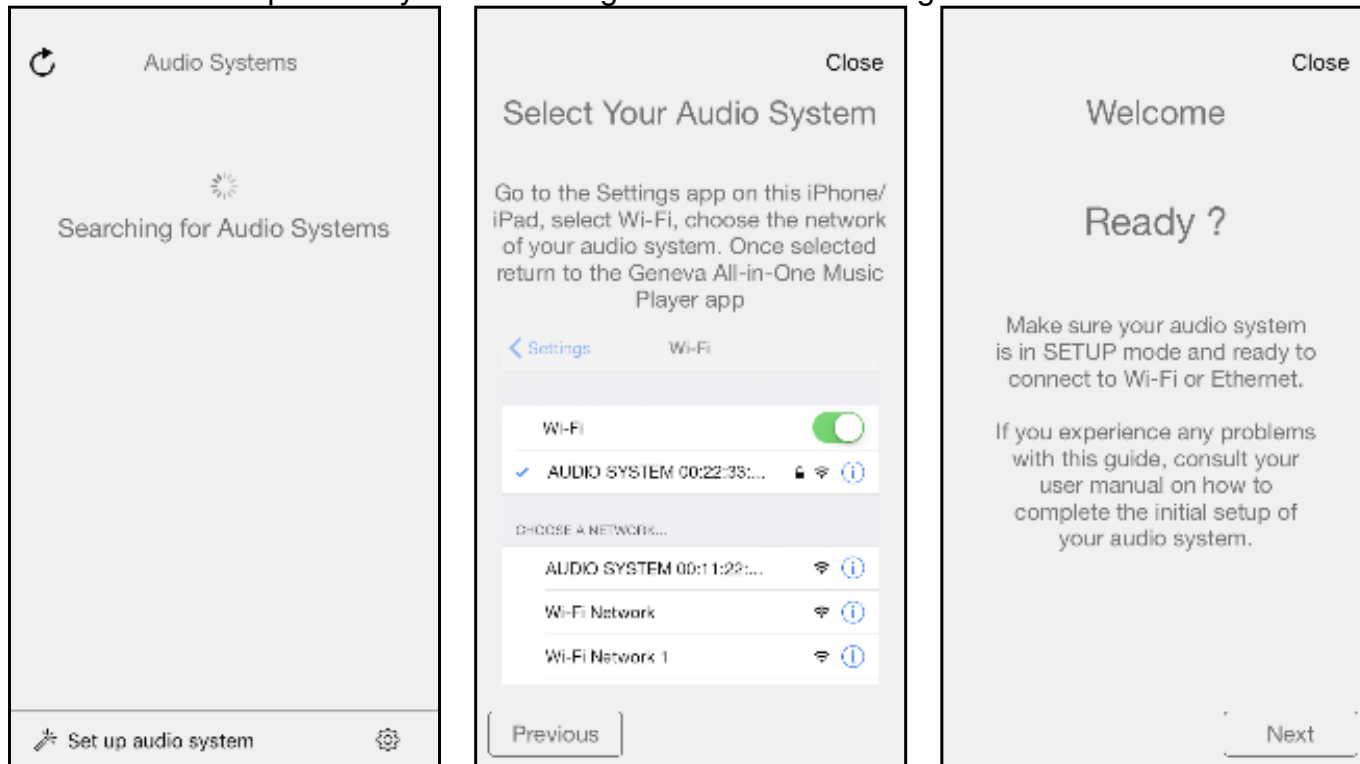 Audio Systems
Searching for Audio Systems
Set up audio system
Close
Select Your Audio System
Go to the Settings app on this iPhone/
iPad, select Wi-Fi, choose the network
of your audio system. Once selected
return to the Geneva All-in-One Music
Player app
Settings Wi-Fi
Wi-Fi
AUDIO SYSTEM 00:22:33:...
CHOOSE A NETWORK...
AUDIO SYSTEM 00:11:22:...
Wi-Fi Network
Wi-Fi Network 1
Previous
Close
Welcome
Ready ?
Make sure your audio system
is in SETUP mode and ready to
connect to Wi-Fi or Ethernet.
If you experience any problems
with this guide, consult your
user manual on how to
complete the initial setup of
your audio system.
Next